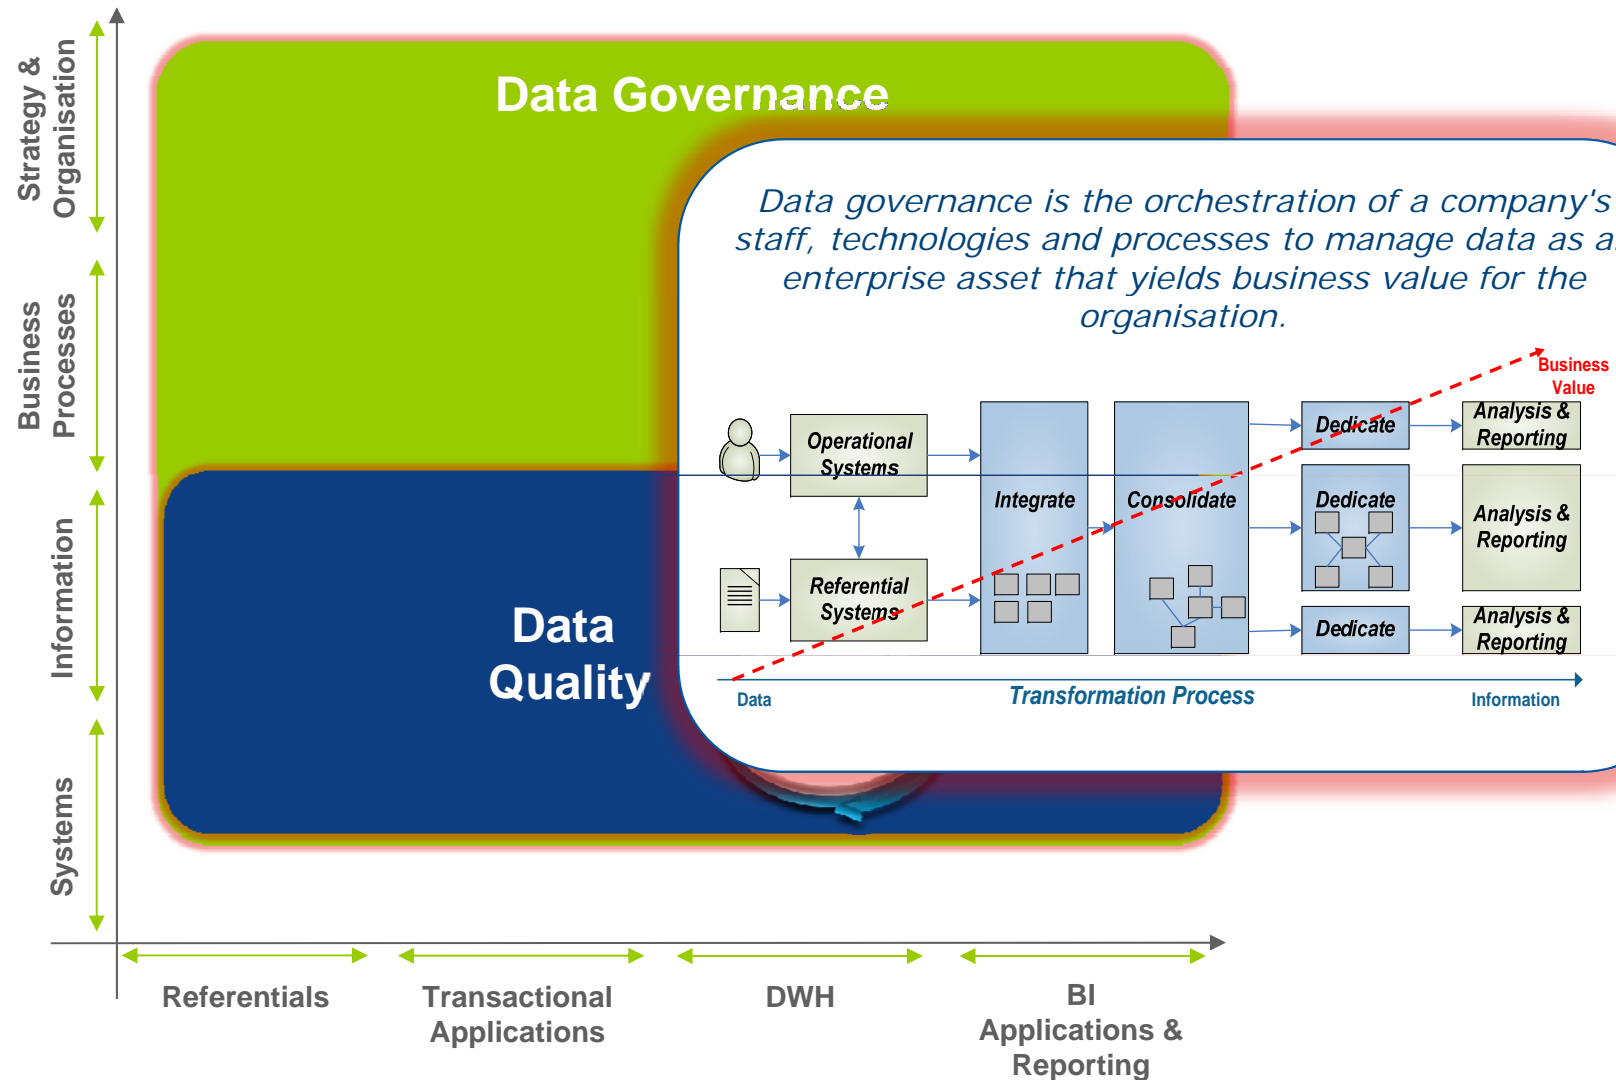 Strategy &
Organisation
Business
Processes
Information
Systems
Data Governance
Data
Quality
Data governance is the orchestration of a company's
staff, technologies and processes to manage data as
enterprise asset that yields business value for the
organisation.
Business
Value
Operational
Systems
Referential
Systems
Integrate
Consolidate
Dedicate
Analysis &
Reporting
Dedicate
Analysis &
Reporting
Dedicate
Analysis &
Reporting
Data
Transformation Process
Information
Referentials
Transactional
Applications
DWH
BI
Applications &
Reporting